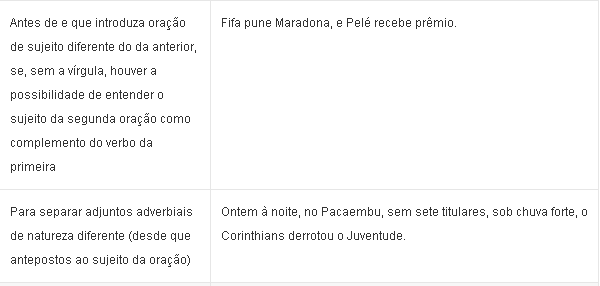 Antes de e que introduza oração
de sujeito diferente do da anterior,
se, sem a vírgula, houver a
possibilidade de entender o
sujeito da segunda oração como
complemento do verbo da
primeira
Fifa pune Maradona, e Pelé recebe prêmio.
Para separar adjuntos adverbiais
de natureza diferente (desde que
antepostos ao sujeito da oração)
Ontem à noite, no Pacaembu, sem sete titulares, sob chuva forte, o
Corinthians derrotou o Juventude.